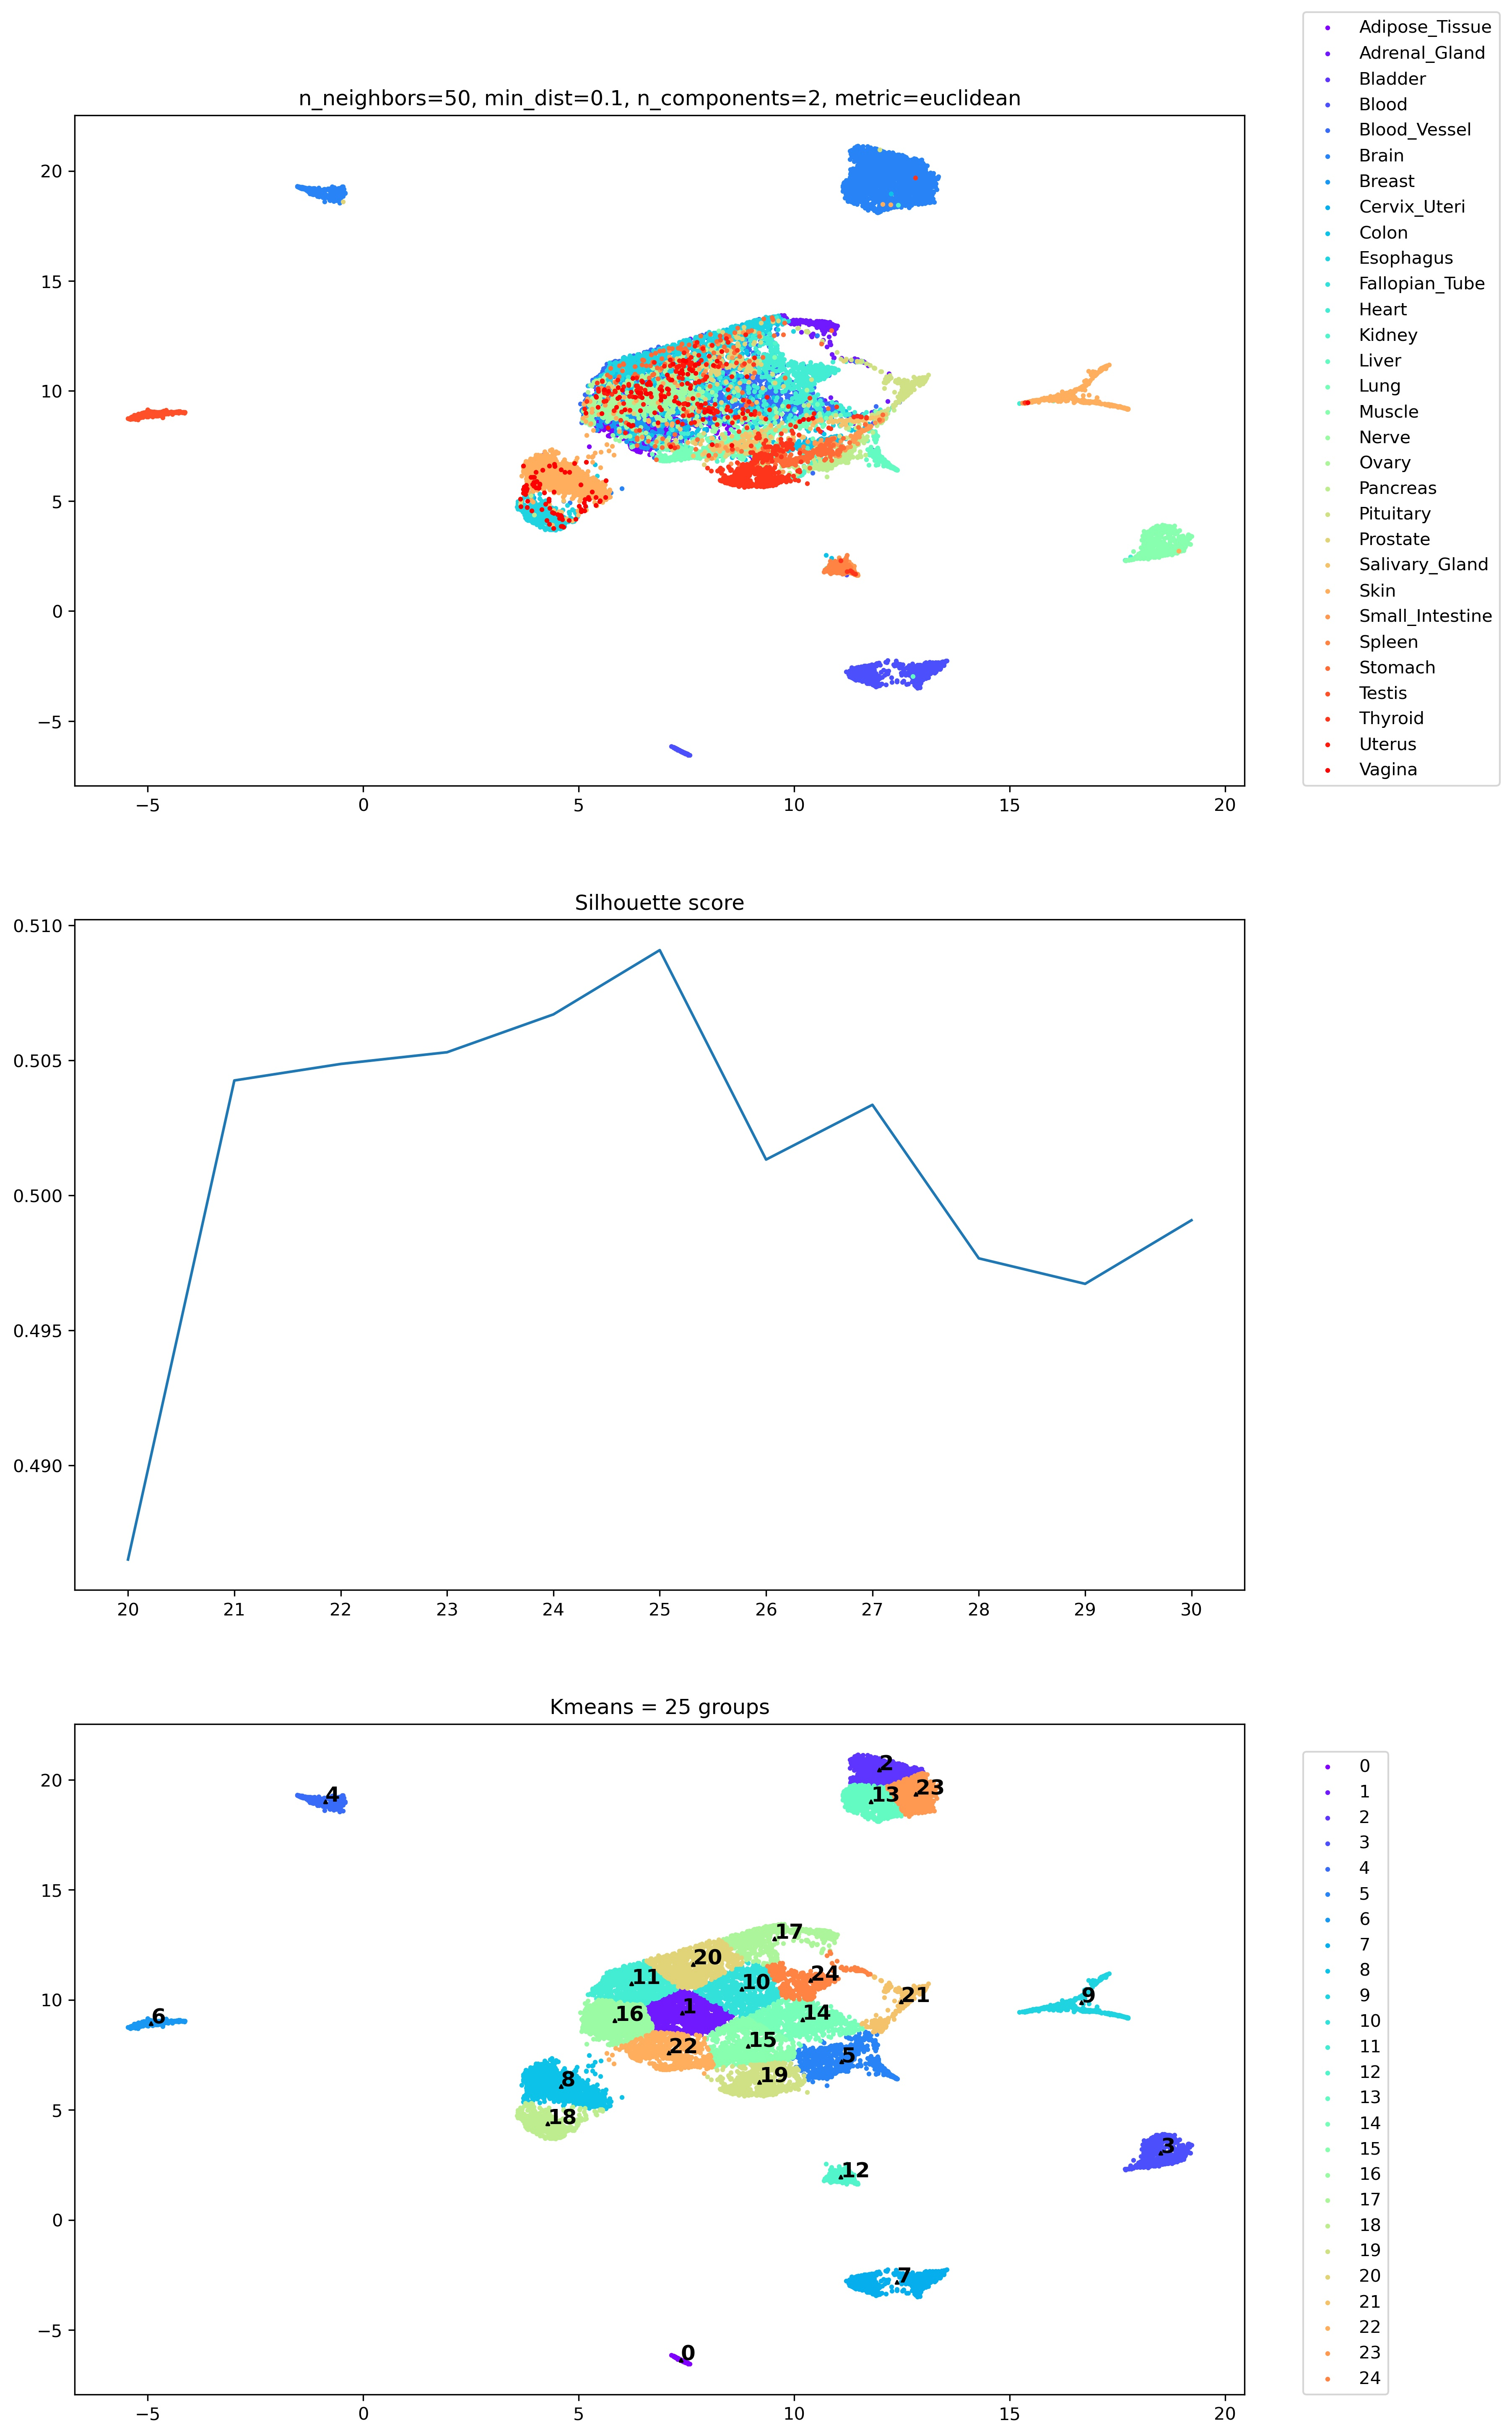 n_neighbors=50, min_dist=0.1, n_components=2, metric=euclidean
20
15
10
5
0
−5
−5 0 5 10 15 20
Adipose_Tissue
Adrenal_Gland
Bladder
Blood
Blood_Vessel
Brain
Breast
Cervix_Uteri
Colon
Esophagus
Fallopian_Tube
Heart
Kidney
Liver
Lung
Muscle
Nerve
Ovary
Pancreas
Pituitary
Prostate
Salivary_Gland
Skin
Small_Intestine
Spleen
Stomach
Testis
Thyroid
Uterus
Vagina
Silhouette score
0.510
0.505
0.500
0.495
0.490
20 21 22 23 24 25 26 27 28 29 30
Kmeans = 25 groups
20
15
10
5
0
−5
−5 0 5 10 15 20
2
4
23
13
17
20
24
11
10
21
9
1
14
16
6
15
22
5
19
8
18
3
12
7
0
0
1
2
3
4
5
6
7
8
9
10
11
12
13
14
15
16
17
18
19
20
21
22
23
24